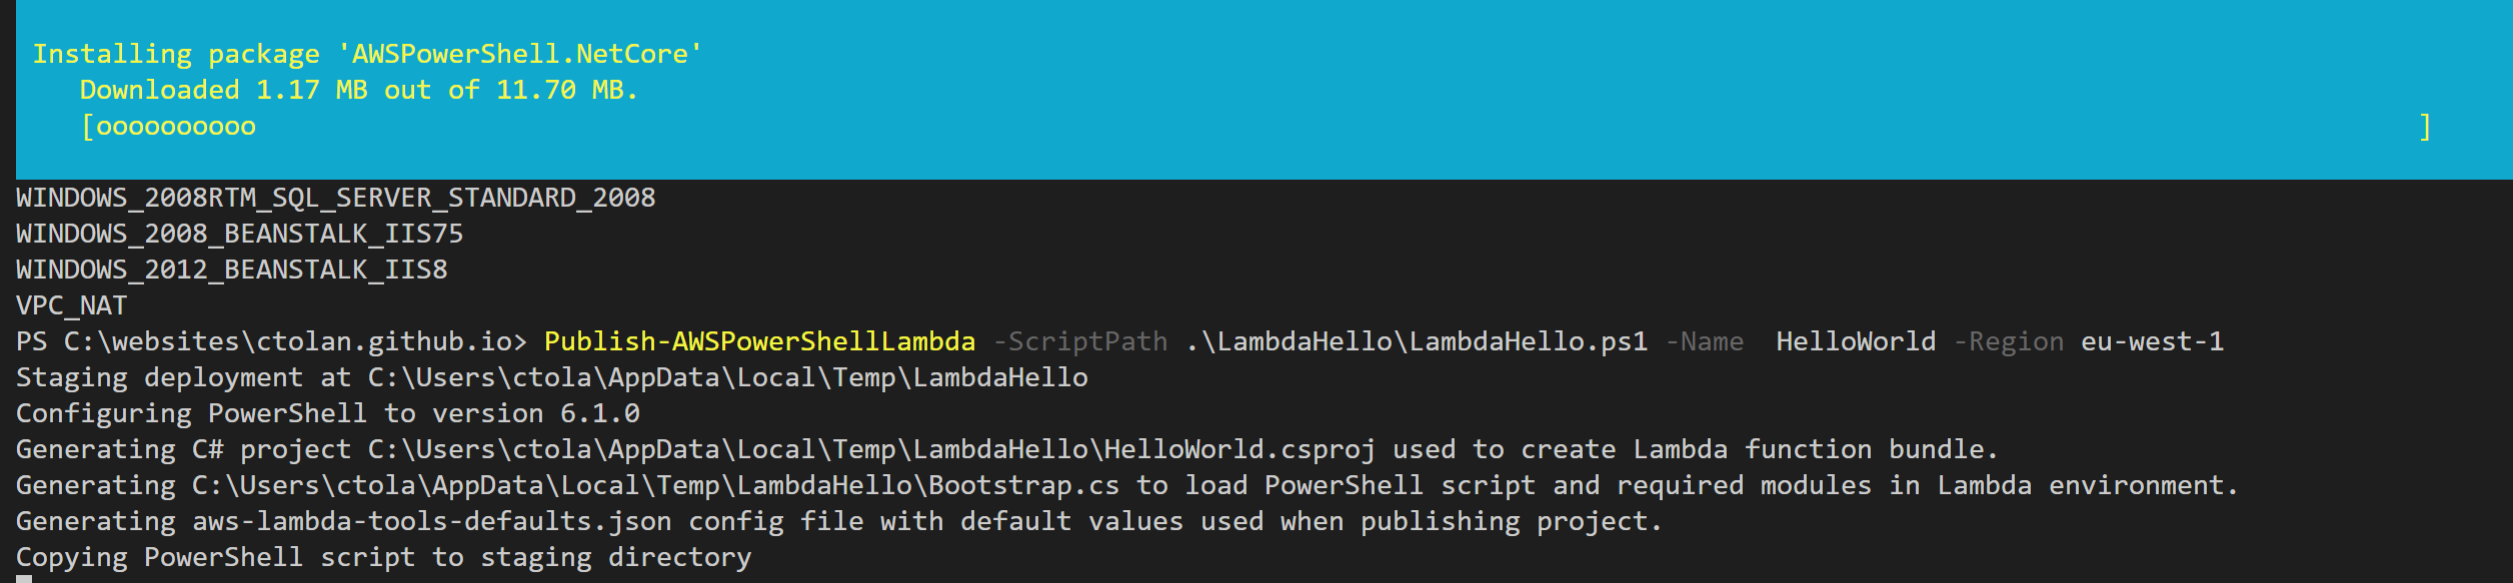 Installing package 'AWSPowerShell.NetCore'
Downloaded 1.17 MB out of 11.70 MB.
[oooooooooo ]
WINDOWS_2008RTM_SQL_SERVER_STANDARD_2008
WINDOWS_2008_BEANSTALK_IIS75
WINDOWS_2012_BEANSTALK_IIS8
VPC_NAT
PS C:\websites\ctolan.github.io> Publish-AWSPowerShellLambda -ScriptPath .\LambdaHello\LambdaHello.ps1 -Name  HelloWorld -Region eu-west-1
Staging deployment at C:\Users\ctola\AppData\Local\Temp\LambdaHello
Configuring PowerShell to version 6.1.0
Generating C# project C:\Users\ctola\AppData\Local\Temp\LambdaHello\HelloWorld.csproj used to create Lambda function bundle.
Generating C:\Users\ctola\AppData\Local\Temp\LambdaHello\Bootstrap.cs to load PowerShell script and required modules in Lambda environment.
Generating aws-lambda-tools-defaults.json config file with default values used when publishing project.
Copying PowerShell script to staging directory